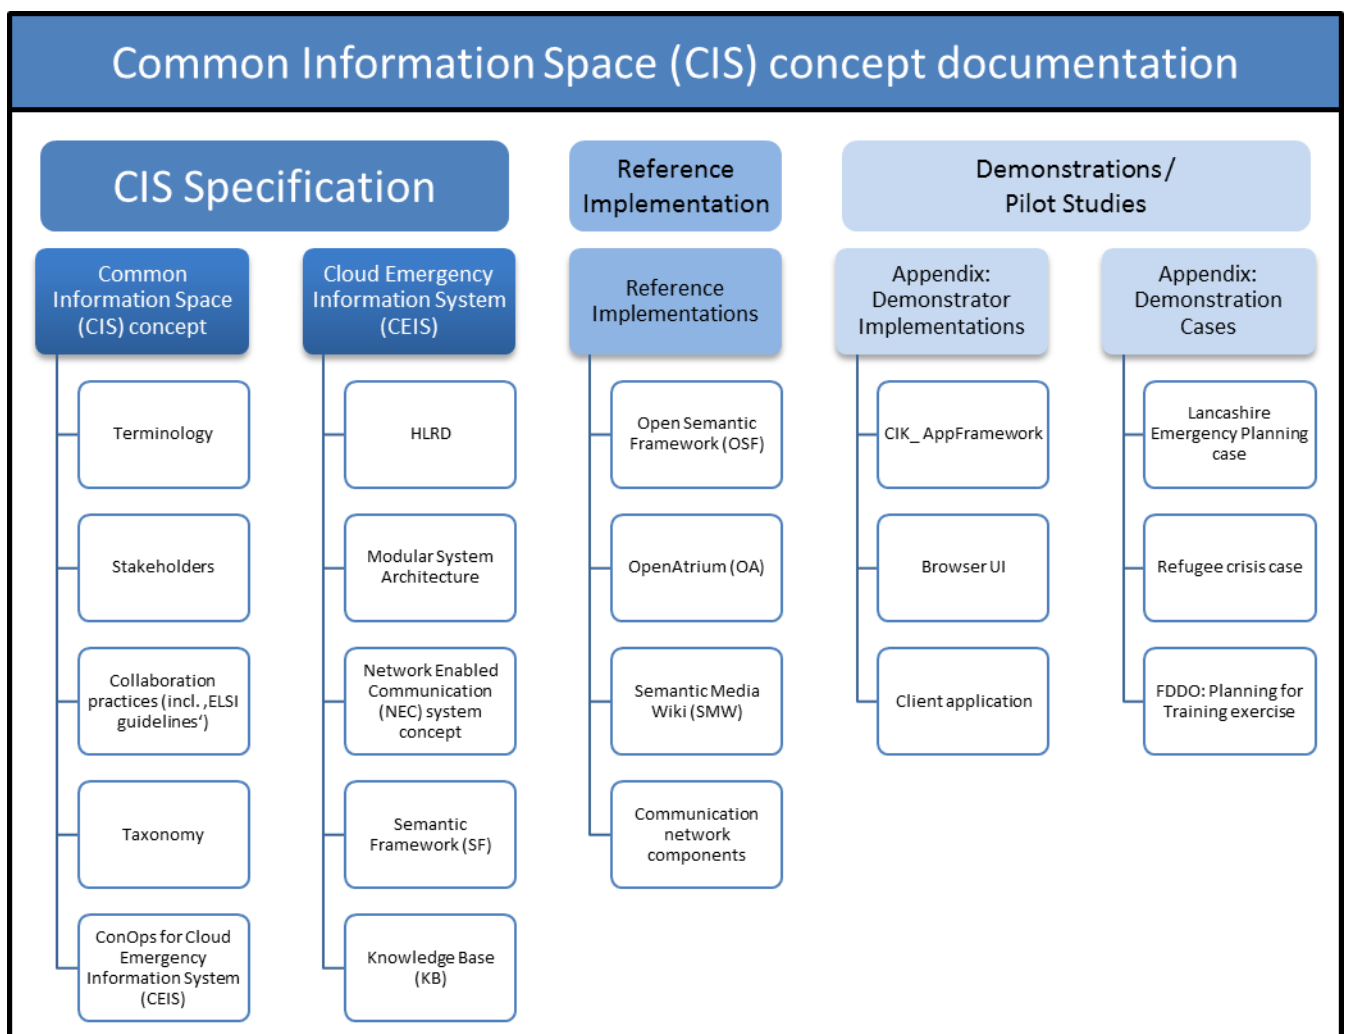 Common Information Space (CIS) concept documentation
CIS Specification
Reference
Implementation
Demonstrations/
Pilot Studies
Common
Information Space
(CIS) concept
Terminology
Stakeholders
Collaboration
practices (incl. ‚ELSI
guidelines‘)
Taxonomy
ConOps for Cloud
Emergency
Information System
(CEIS)
Cloud Emergency
Information System
(CEIS)
HLRD
Modular System
Architecture
Network Enabled
Communication
(NEC) system
concept
Semantic
Framework (SF)
Knowledge Base
(KB)
Reference
Implementations
Open Semantic
Framework (OSF)
OpenAtrium (OA)
Semantic Media
Wiki (SMW)
Communication
network
components
Appendix:
Demonstrator
Implementations
CIK_ AppFramework
Browser UI
Client application
Appendix:
Demonstration
Cases
Lancashire
Emergency Planning
case
Refugee crisis case
FDDO: Planning for
Training exercise